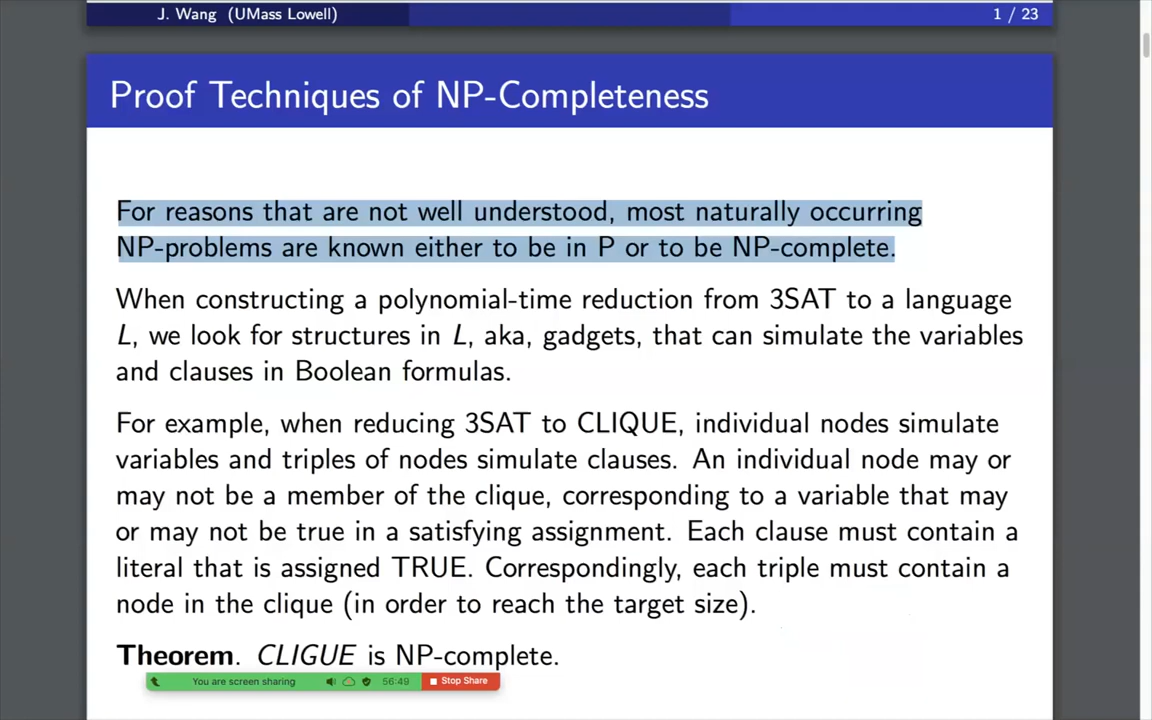 J. Wang (UMass Lowell) 1 / 23
Proof Techniques of NP-Completeness
For reasons that are not well understood, most naturally occurring
NP-problems are known either to be in P or to be NP-complete.
When constructing a polynomial-time reduction from 3SAT to a language
L, we look for structures in L, aka, gadgets, that can simulate the variables
and clauses in Boolean formulas.
For example, when reducing 3SAT to CLIQUE, individual nodes simulate
variables and triples of nodes simulate clauses. An individual node may or
may not be a member of the clique, corresponding to a variable that may
or may not be true in a satisfying assignment. Each clause must contain a
literal that is assigned TRUE. Correspondingly, each triple must contain a
node in the clique (in order to reach the target size).
Theorem. CLIGUE is NP-complete.
You are screen sharing 56:49 Stop Share